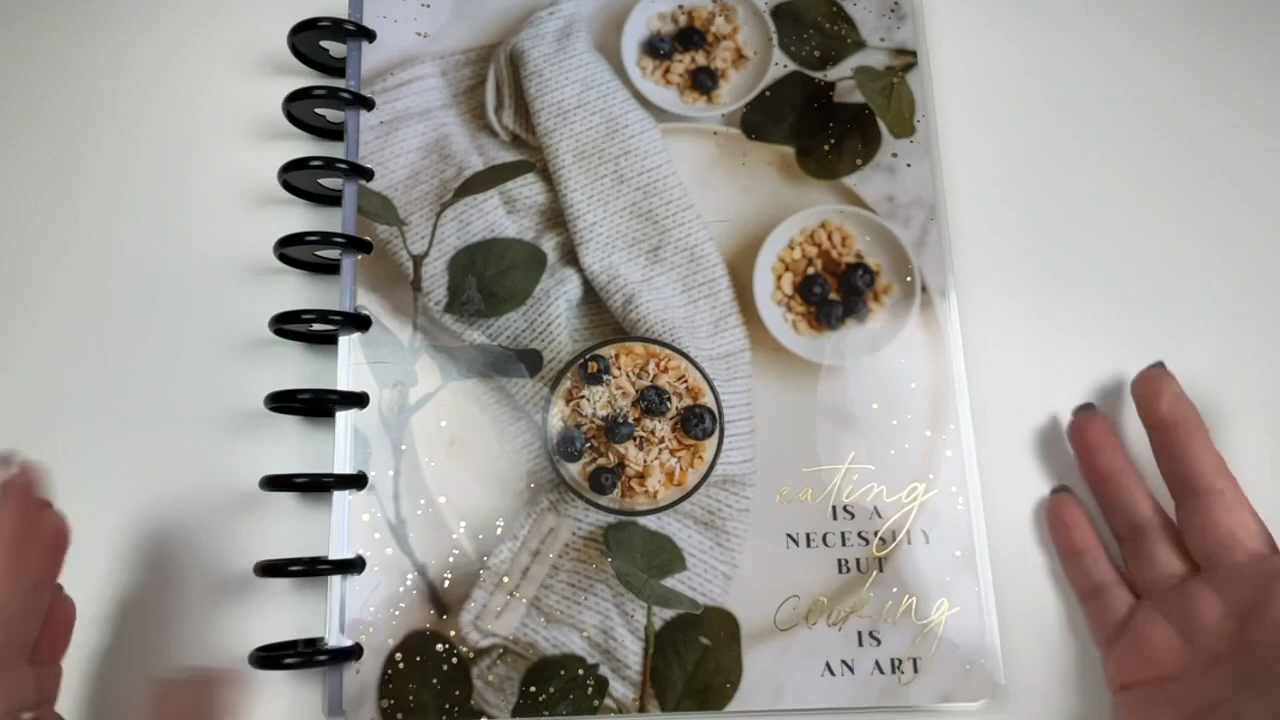 eating
IS A
NECESSITY
BUT
cooking
IS
AN ART